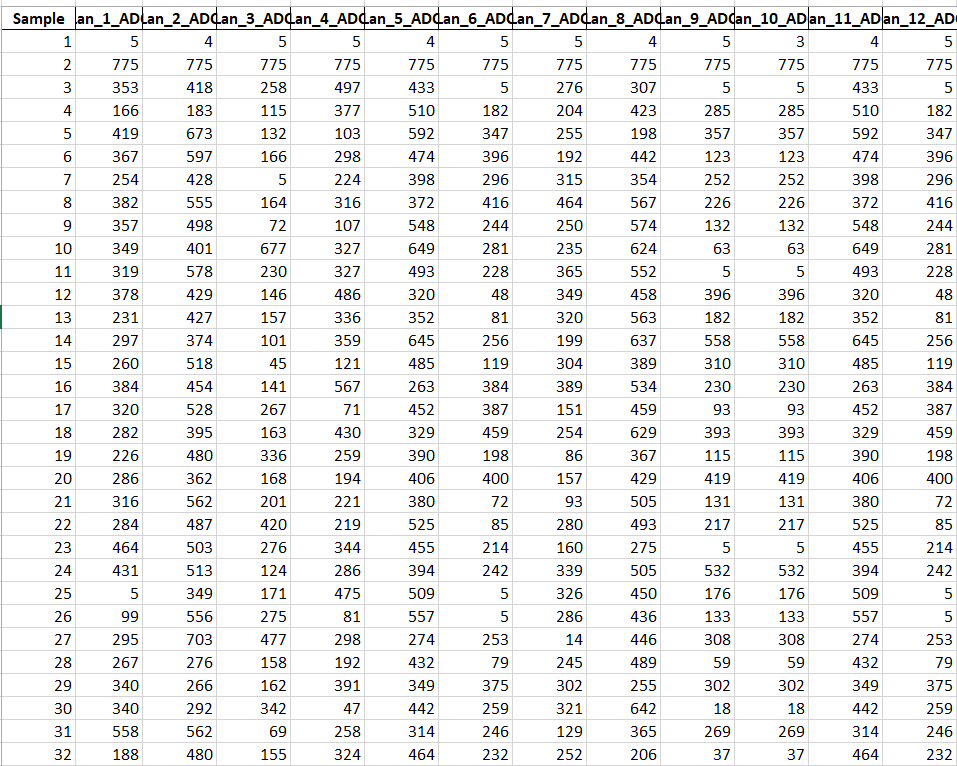 Sample an_1_AD an_2_ADC an_3_ADC an_4_ADC an_5_ADC an_6_ADC an_7_ADC an_8_ADC an_9_ADC an_10_AD an_11_AD an_12_AD
1 5 4 5 5 4 5 5 4 5 3 4 5
2 775 775 775 775 775 775 775 775 775 775 775 775
3 353 418 258 497 433 5 276 307 5 5 433 5
4 166 183 115 377 510 182 204 423 285 285 510 182
5 419 673 132 103 592 347 255 198 357 357 592 347
6 367 597 166 298 474 396 192 442 123 123 474 396
7 254 428 5 224 398 296 315 354 252 252 398 296
8 382 555 164 316 372 416 464 567 226 226 372 416
9 357 498 72 107 548 244 250 574 132 132 548 244
10 349 401 677 327 649 281 235 624 63 63 649 281
11 319 578 230 327 493 228 365 552 5 5 493 228
12 378 429 146 486 320 48 349 458 396 396 320 48
13 231 427 157 336 352 81 320 563 182 182 352 81
14 297 374 101 359 645 256 199 637 558 558 645 256
15 260 518 45 121 485 119 304 389 310 310 485 119
16 384 454 141 567 263 384 389 534 230 230 263 384
17 320 528 267 71 452 387 151 459 93 93 452 387
18 282 395 163 430 329 459 254 629 393 393 329 459
19 226 480 336 259 390 198 86 367 115 115 390 198
20 286 362 168 194 406 400 157 429 419 419 406 400
21 316 562 201 221 380 72 93 505 131 131 380 72
22 284 487 420 219 525 85 280 493 217 217 525 85
23 464 503 276 344 455 214 160 275 5 5 455 214
24 431 513 124 286 394 242 339 505 532 532 394 242
25 5 349 171 475 509 5 326 450 176 176 509 5
26 99 556 275 81 557 5 286 436 133 133 557 5
27 295 703 477 298 274 253 14 446 308 308 274 253
28 267 276 158 192 432 79 245 489 59 59 432 79
29 340 266 162 391 349 375 302 255 302 302 349 375
30 340 292 342 47 442 259 321 642 18 18 442 259
31 558 562 69 258 314 246 129 365 269 269 314 246
32 188 480 155 324 464 232 252 206 37 37 464 232